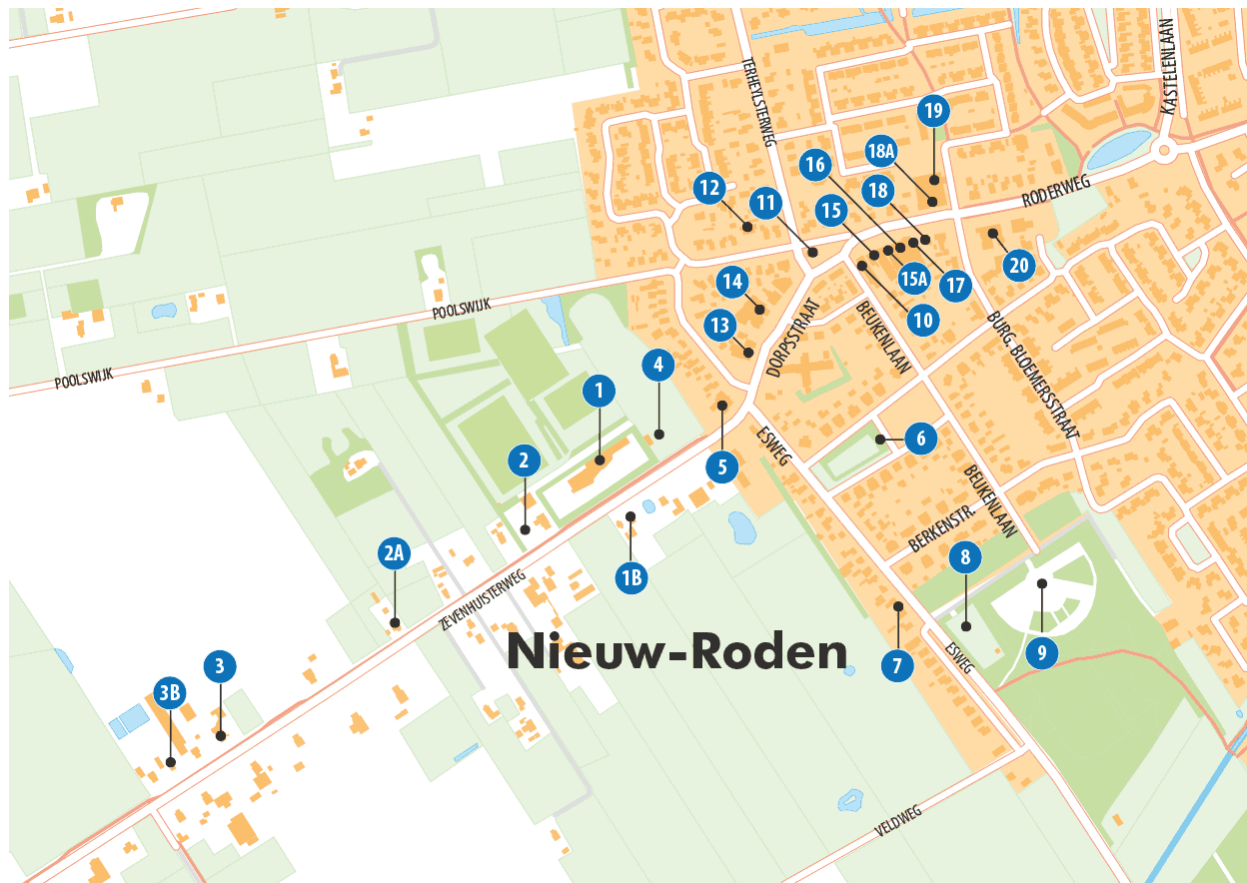 TERHEYLSTERWEG
KASTELENLAAN
19
18A
16
18
RODERWEG
12
11
15
14
15A
17
20
10
POOLSWIJK
13
DORPSSTRAAT
BEUKENLAAN
BURG. BLOEMERSSTRAAT
POOLSWIJK
4
1
ESWEG
6
2
5
BEUKENLAAN
BERKENSTR.
2A
1B
8
ZEVENHUISTERWEG
Nieuw-Roden
9
7
ESWEG
3
3B
VELDWEG